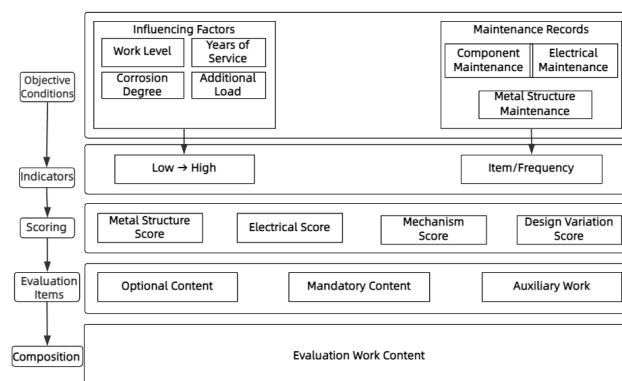 Influencing Factors
Work Level
Years of
Service
Corrosion
Degree
Additional
Load
Maintenance Records
Component
Maintenance
Electrical
Maintenance
Metal Structure
Maintenance
Objective
Conditions
Low → High
Item/Frequency
Indicators
Metal Structure
Score
Electrical Score
Mechanism
Score
Design Variation
Score
Scoring
Optional Content
Mandatory Content
Auxiliary Work
Evaluation
Items
Evaluation Work Content
Composition